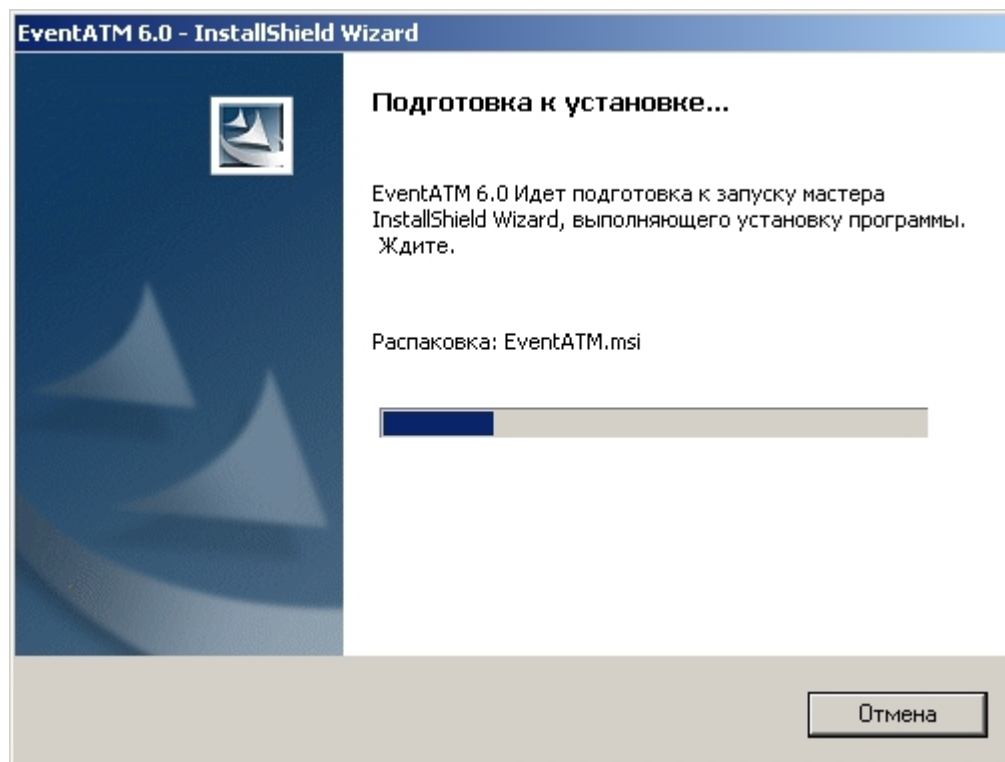 EventATM 6.0 - InstallShield Wizard
Подготовка к установке...
EventATM 6.0 Идет подготовка к запуску мастера
InstallShield Wizard, выполняющего установку программы.
Ждите.
Распаковка: EventATM.msi
Отмена